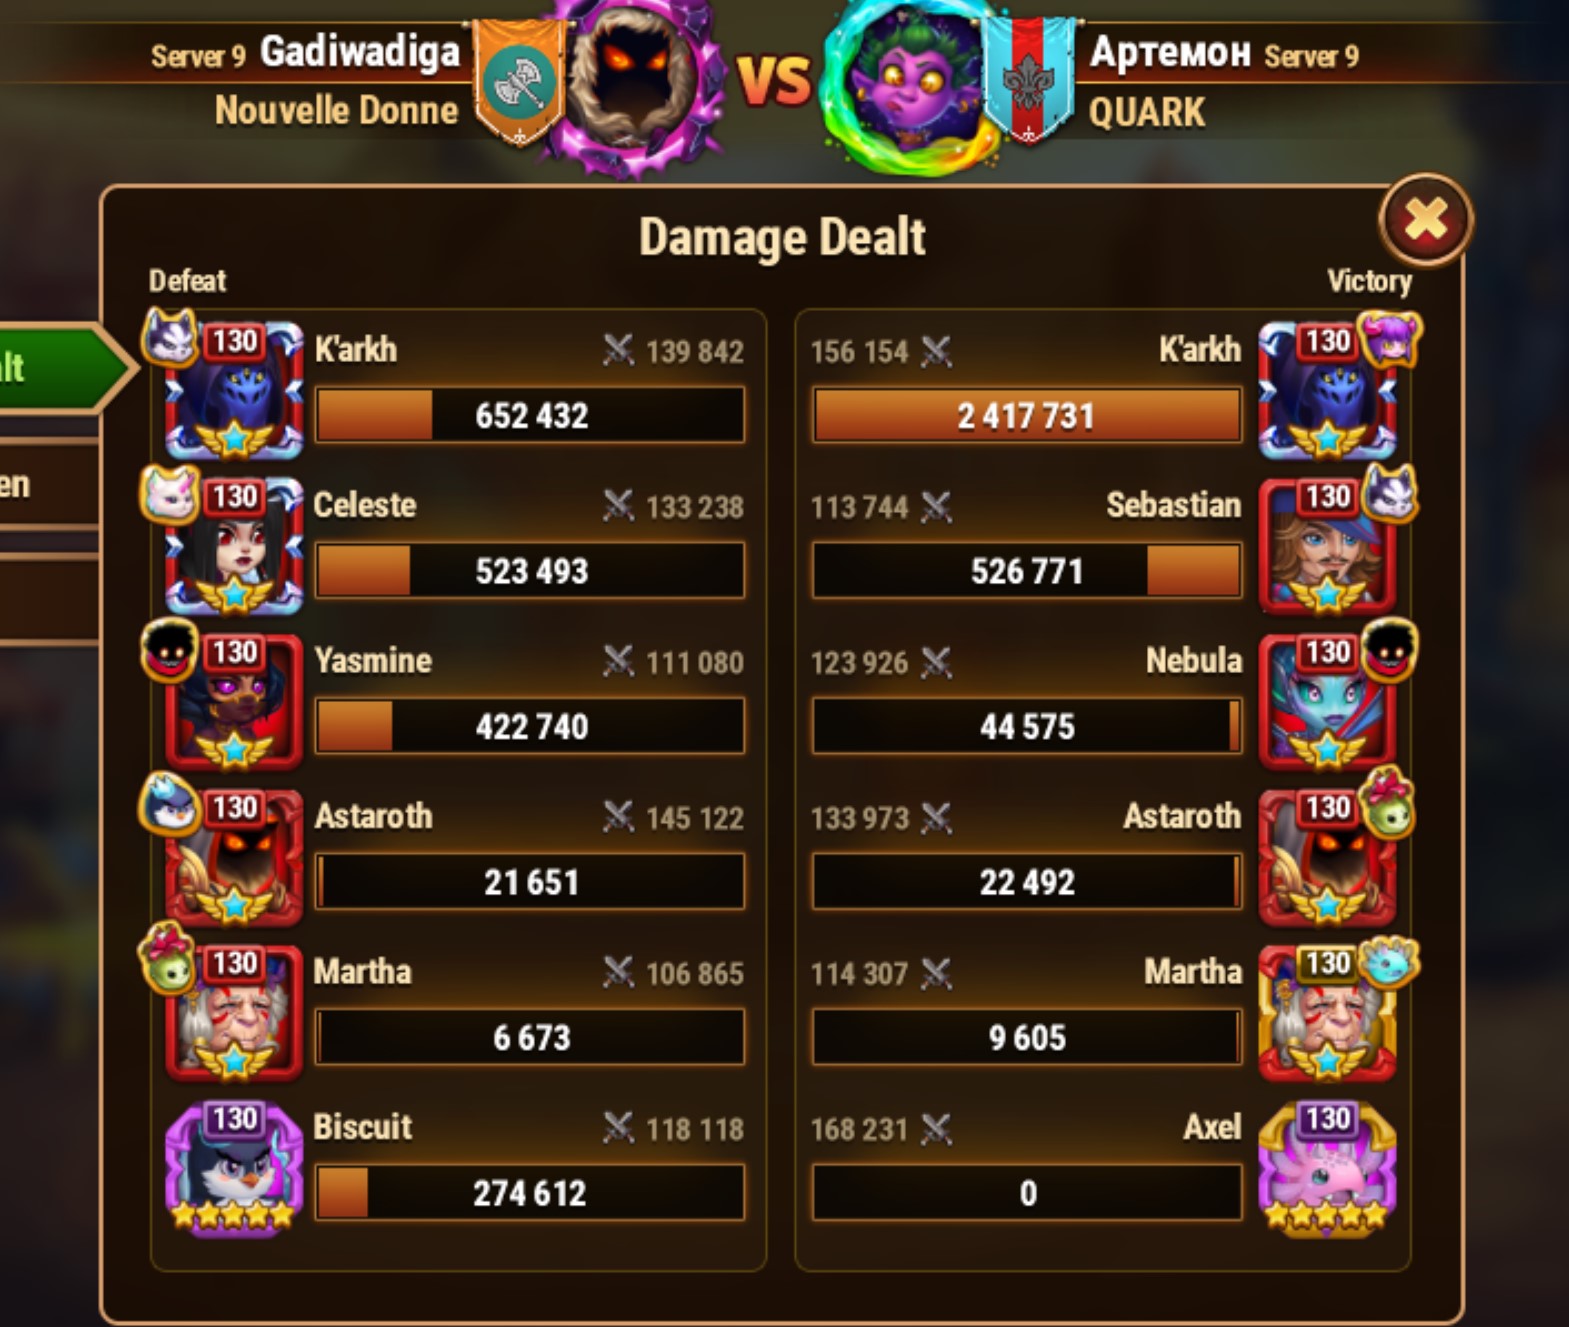 Server 9 Gadiwadiga
Nouvelle Donne
VS
Артемон Server 9
QUARK
Damage Dealt
Defeat
Victory
130 K'arkh 139 842
652 432
130 Celeste 133 238
523 493
130 Yasmine 111 080
422 740
130 Astaroth 145 122
21 651
130 Martha 106 865
6 673
130 Biscuit 118 118
274 612
156 154 K'arkh 130
2 417 731
113 744 Sebastian 130
526 771
123 926 Nebula 130
44 575
133 973 Astaroth 130
22 492
114 307 Martha 130
9 605
168 231 Axel 130
0